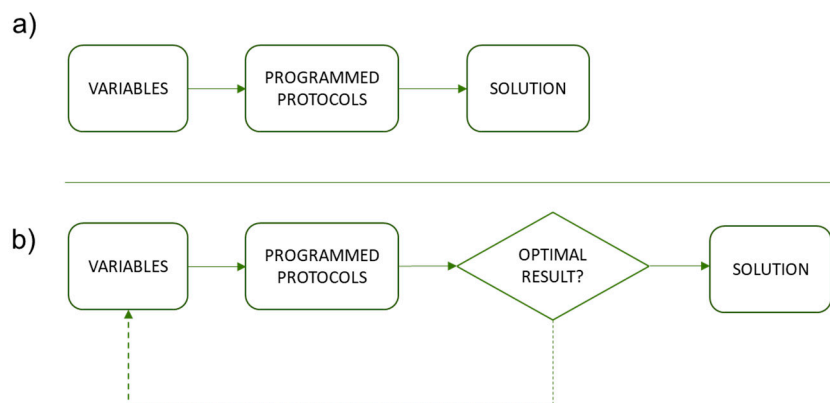 a)
VARIABLES
PROGRAMMED
PROTOCOLS
SOLUTION
b)
VARIABLES
PROGRAMMED
PROTOCOLS
OPTIMAL
RESULT?
SOLUTION